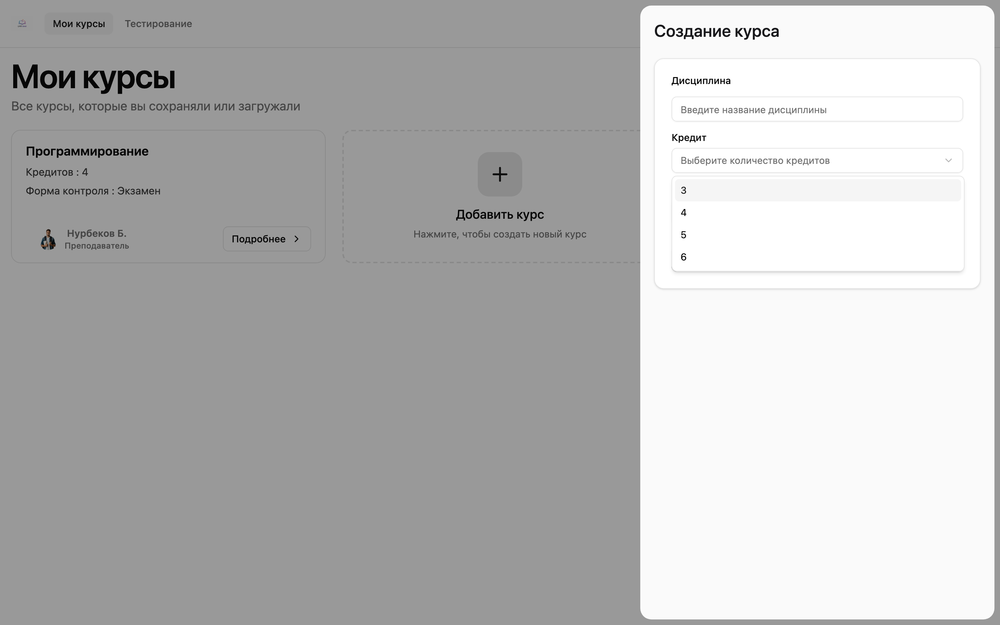 Мои курсы
Тестирование
Мои курсы
Все курсы, которые вы сохраняли или загружали
Программирование
Кредитов : 4
Форма контроля : Экзамен
Нурбеков Б.
Преподаватель
Подробнее
Добавить курс
Нажмите, чтобы создать новый курс
Создание курса
Дисциплина
Введите название дисциплины
Кредит
Выберите количество кредитов
3
4
5
6